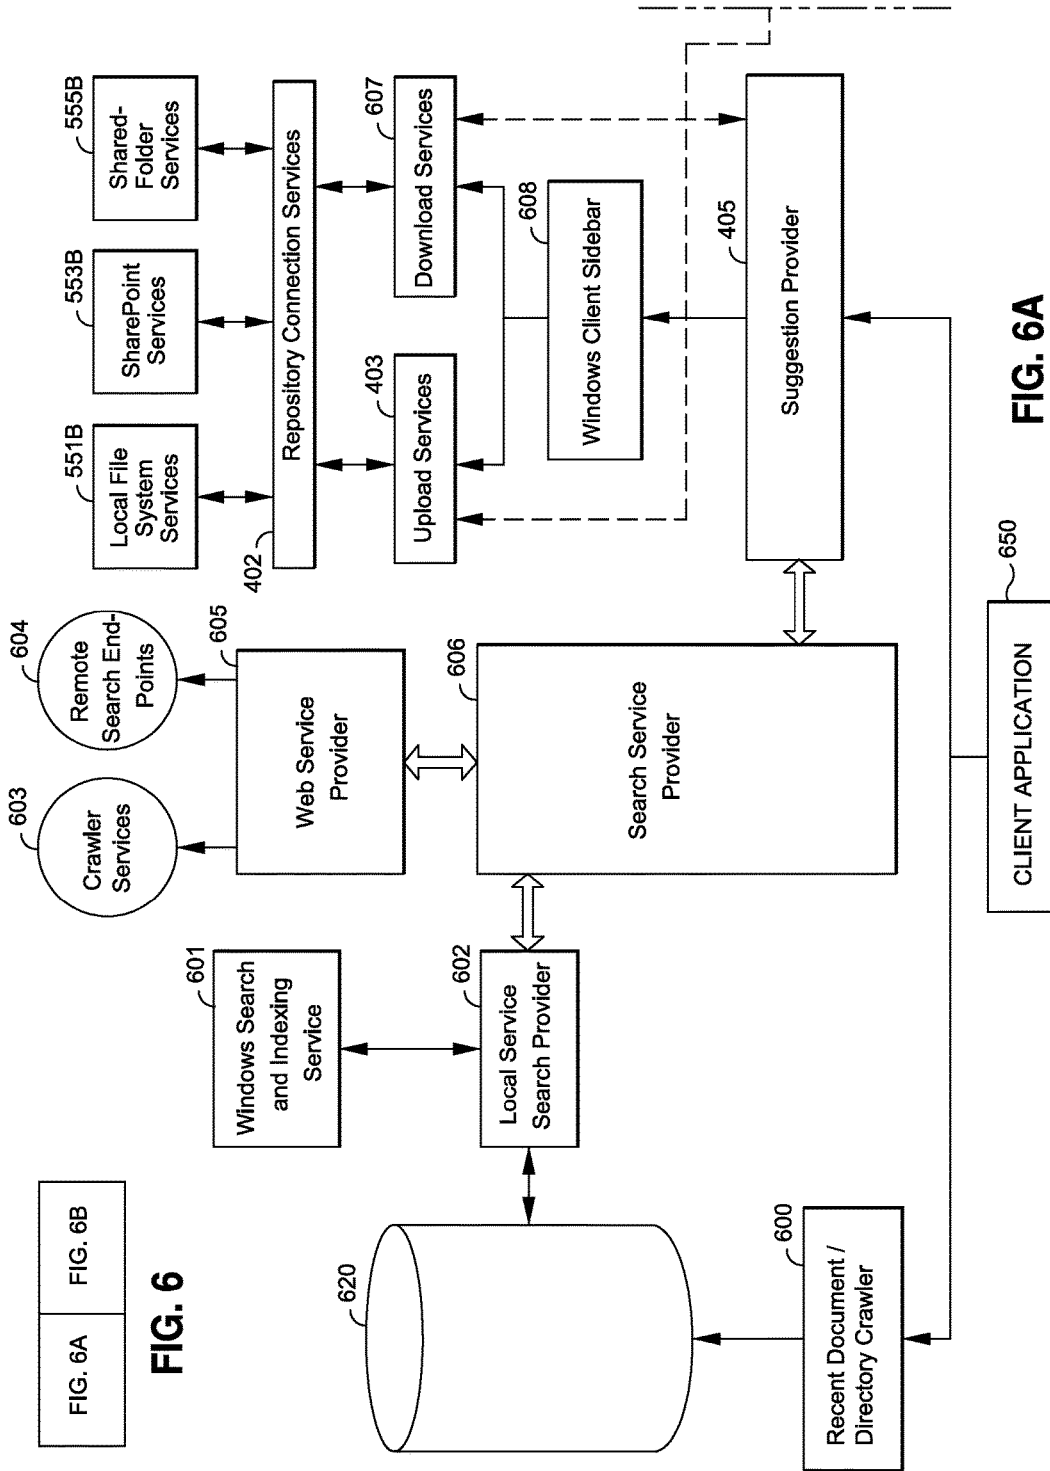 FIG. 6A
FIG. 6B
FIG. 6
620
600
Recent Document /
Directory Crawler
601
Windows Search
and Indexing
Service
602
Local Service
Search Provider
603
Crawler
Services
604
Remote
Search End-
Points
605
Web Service
Provider
606
Search Service
Provider
551B
Local File
System
Services
553B
SharePoint
Services
555B
Shared-
Folder
Services
402
Repository Connection Services
403
Upload Services
607
Download Services
608
Windows Client Sidebar
405
Suggestion Provider
650
CLIENT APPLICATION
FIG. 6A